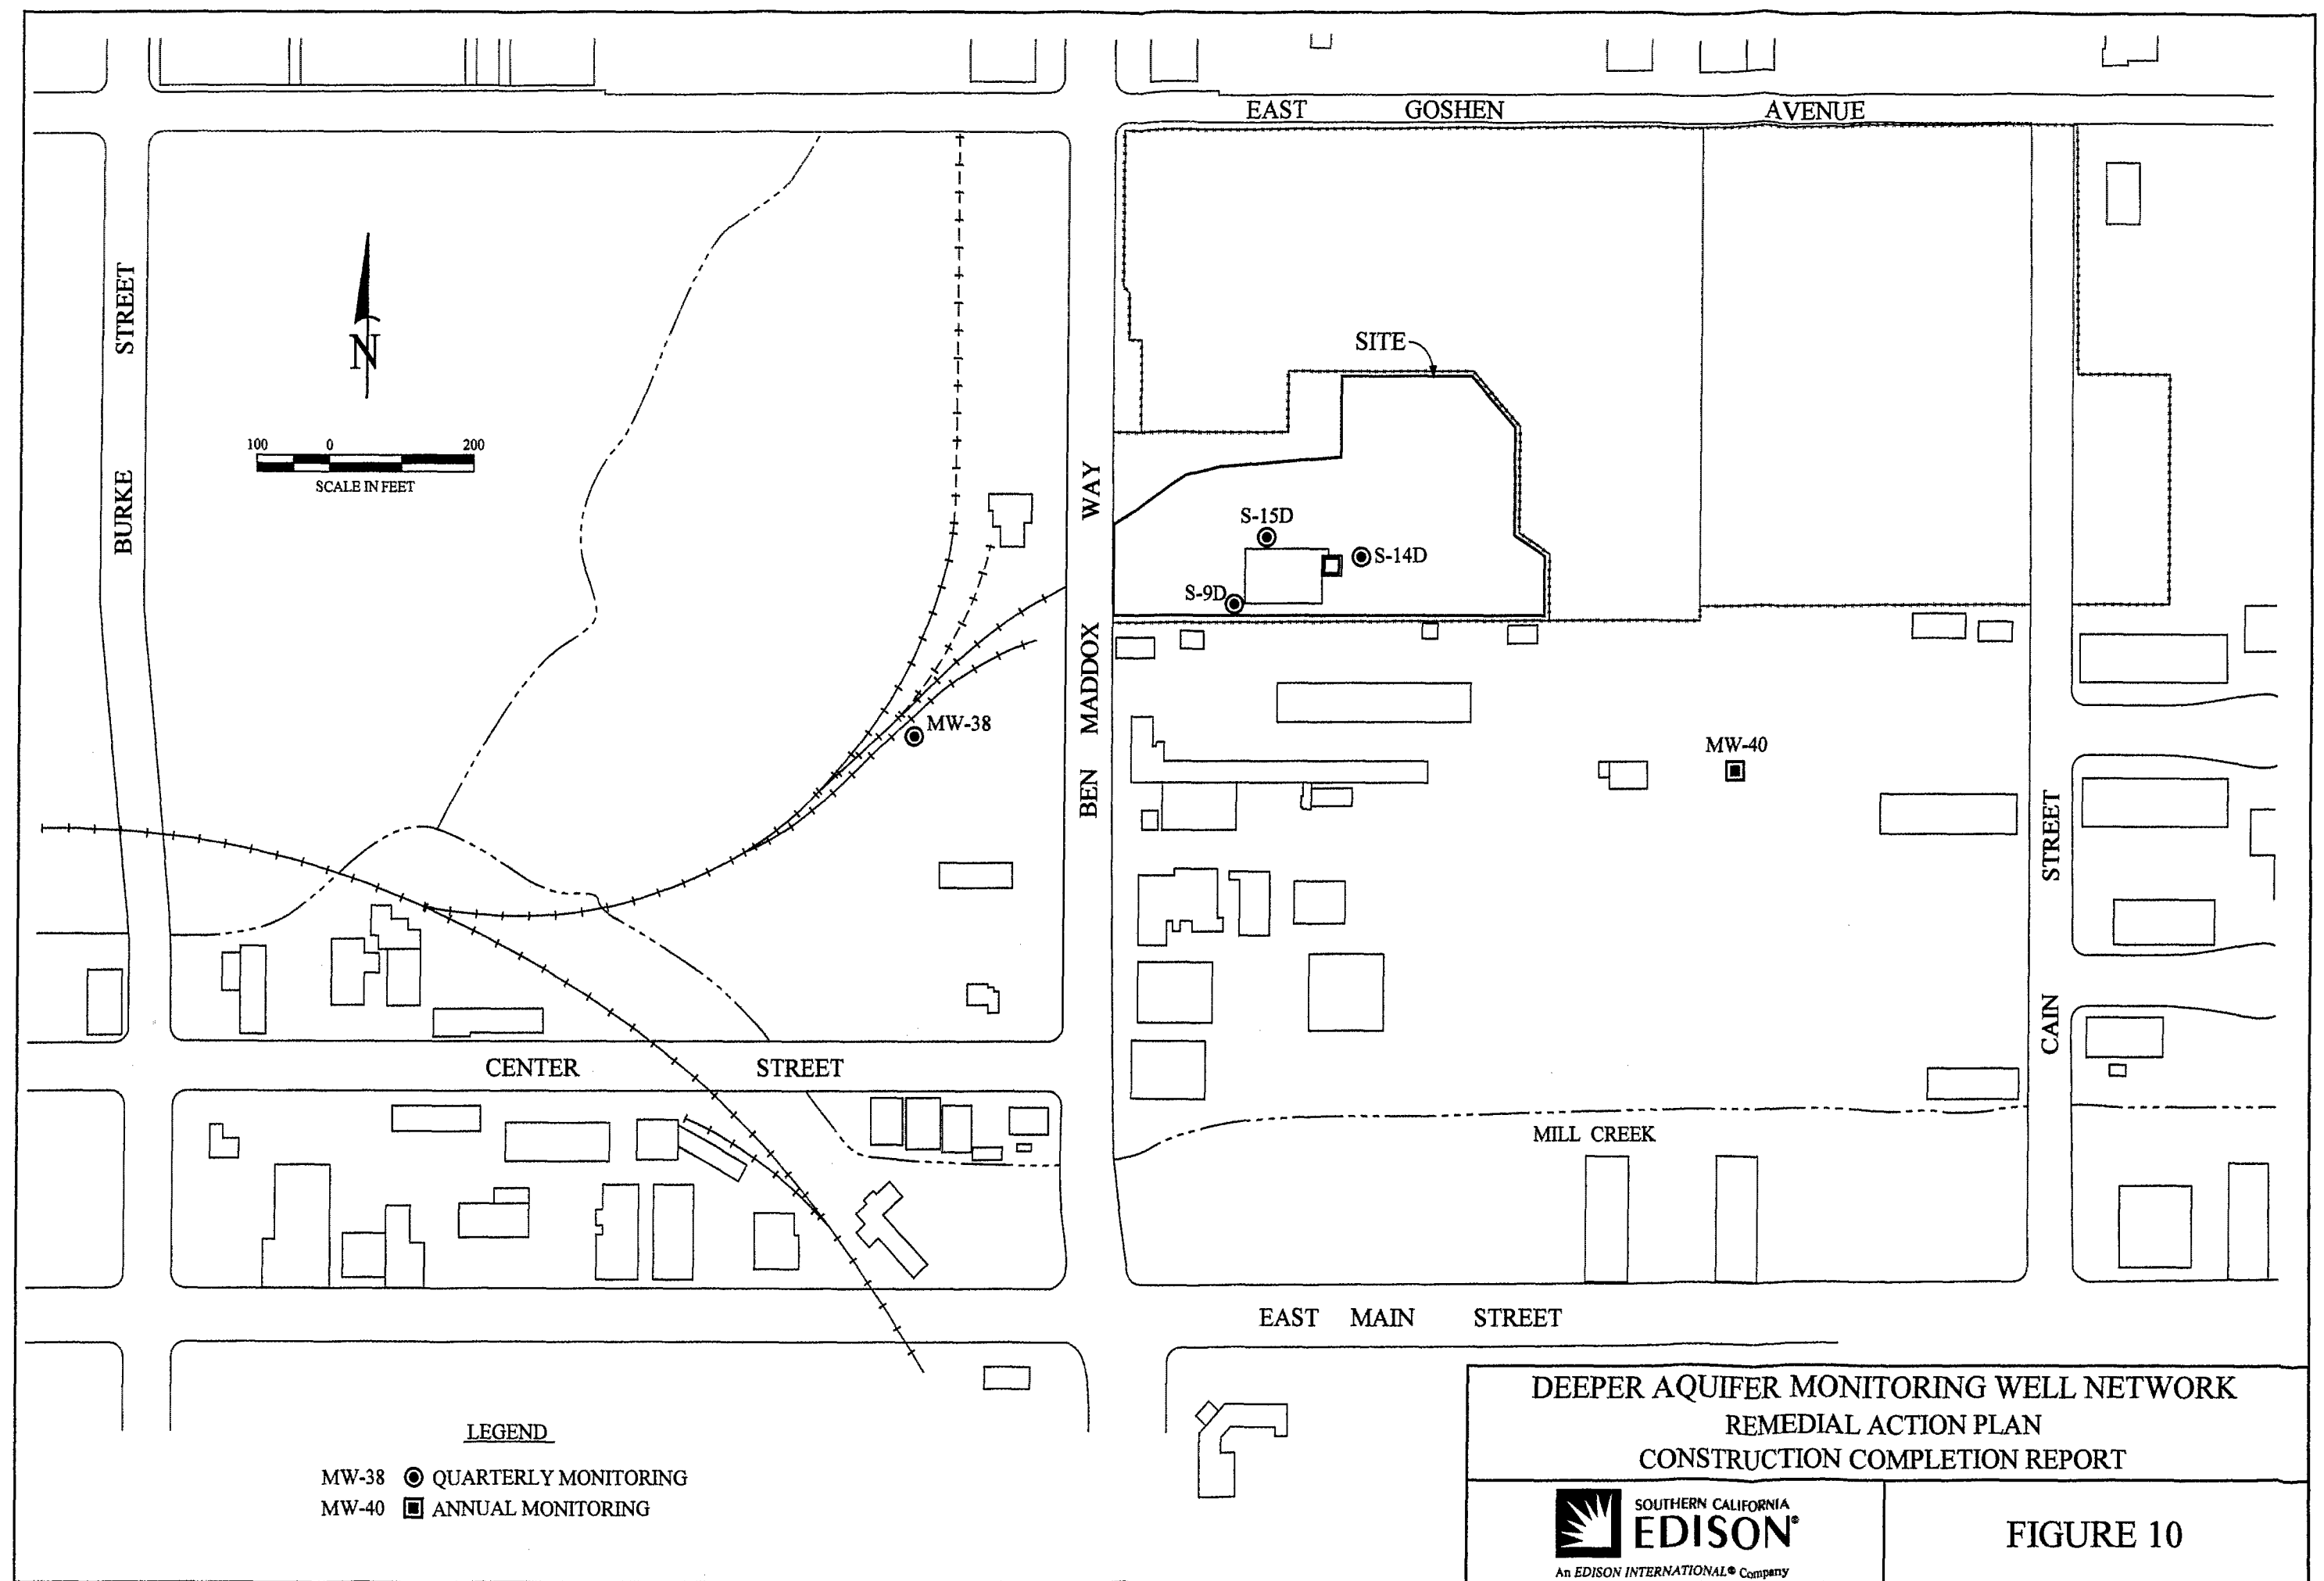 EAST GOSHEN AVENUE
BURKE STREET
N
100 0 200
SCALE IN FEET
SITE
BEN MADDOX WAY
S-15D
S-14D
S-9D
MW-38
MW-40
CAIN STREET
CENTER STREET
MILL CREEK
EAST MAIN STREET
LEGEND
MW-38 QUARTERLY MONITORING
MW-40 ANNUAL MONITORING
DEEPER AQUIFER MONITORING WELL NETWORK
REMEDIAL ACTION PLAN
CONSTRUCTION COMPLETION REPORT
SOUTHERN CALIFORNIA
EDISON®
An EDISON INTERNATIONAL® Company
FIGURE 10